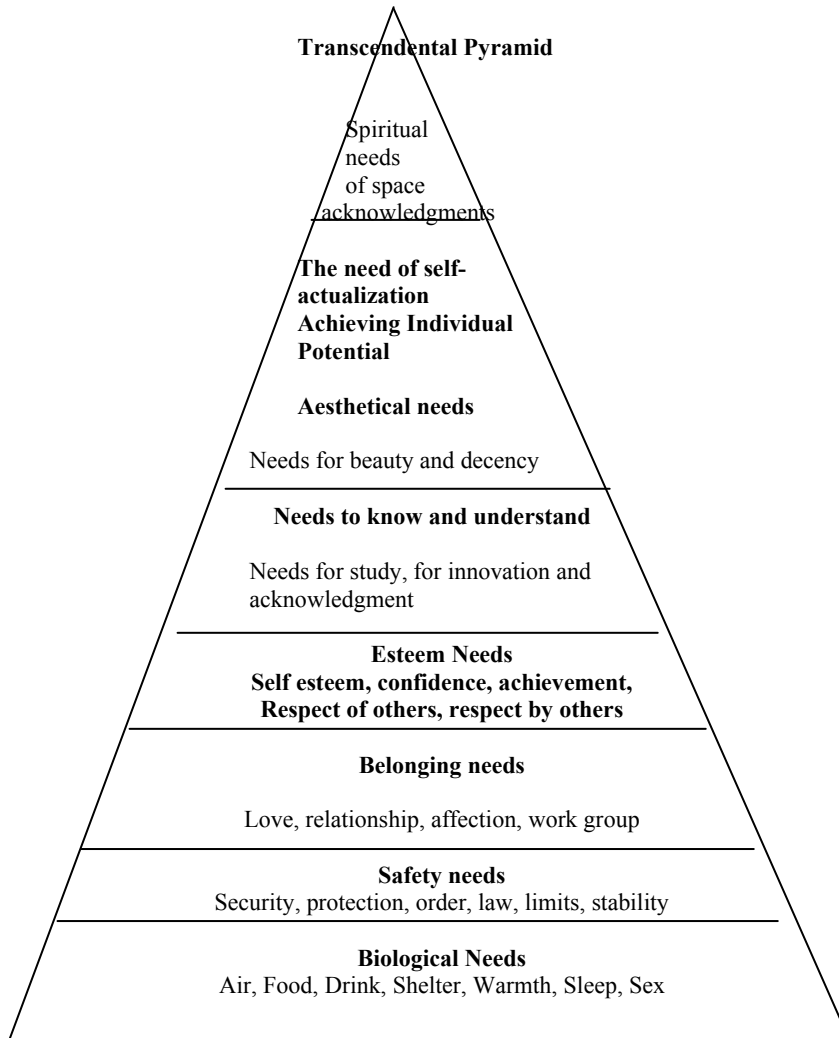 Transcendental Pyramid
Spiritual
needs
of space
acknowledgments
The need of self-
actualization
Achieving Individual
Potential
Aesthetical needs
Needs for beauty and decency
Needs to know and understand
Needs for study, for innovation and
acknowledgment
Esteem Needs
Self esteem, confidence, achievement,
Respect of others, respect by others
Belonging needs
Love, relationship, affection, work group
Safety needs
Security, protection, order, law, limits, stability
Biological Needs
Air, Food, Drink, Shelter, Warmth, Sleep, Sex